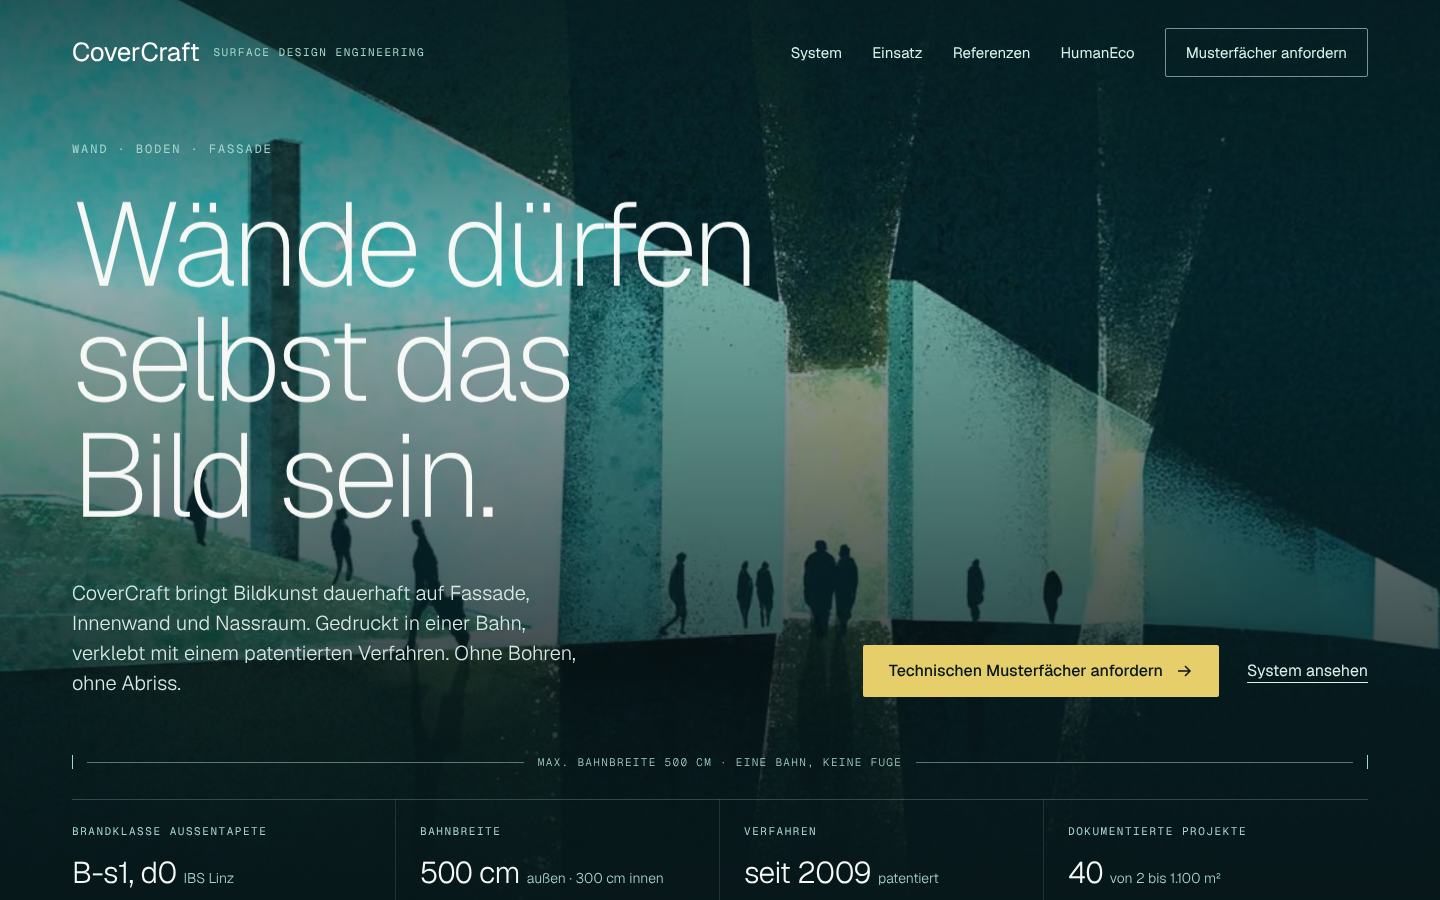 CoverCraft SURFACE DESIGN ENGINEERING
System Einsatz Referenzen HumanEco Musterfächer anfordern
WAND · BODEN · FASSADE
Wände dürfen
selbst das
Bild sein.
CoverCraft bringt Bildkunst dauerhaft auf Fassade,
Innenwand und Nassraum. Gedruckt in einer Bahn,
verklebt mit einem patentierten Verfahren. Ohne Bohren,
ohne Abriss.
Technischen Musterfächer anfordern → System ansehen
MAX. BAHNBREITE 500 CM · EINE BAHN, KEINE FUGE
BRANDKLASSE AUSSENTAPETE
B-s1, d0 IBS Linz
BAHNBREITE
500 cm außen · 300 cm innen
VERFAHREN
seit 2009 patentiert
DOKUMENTIERTE PROJEKTE
40 von 2 bis 1.100 m²